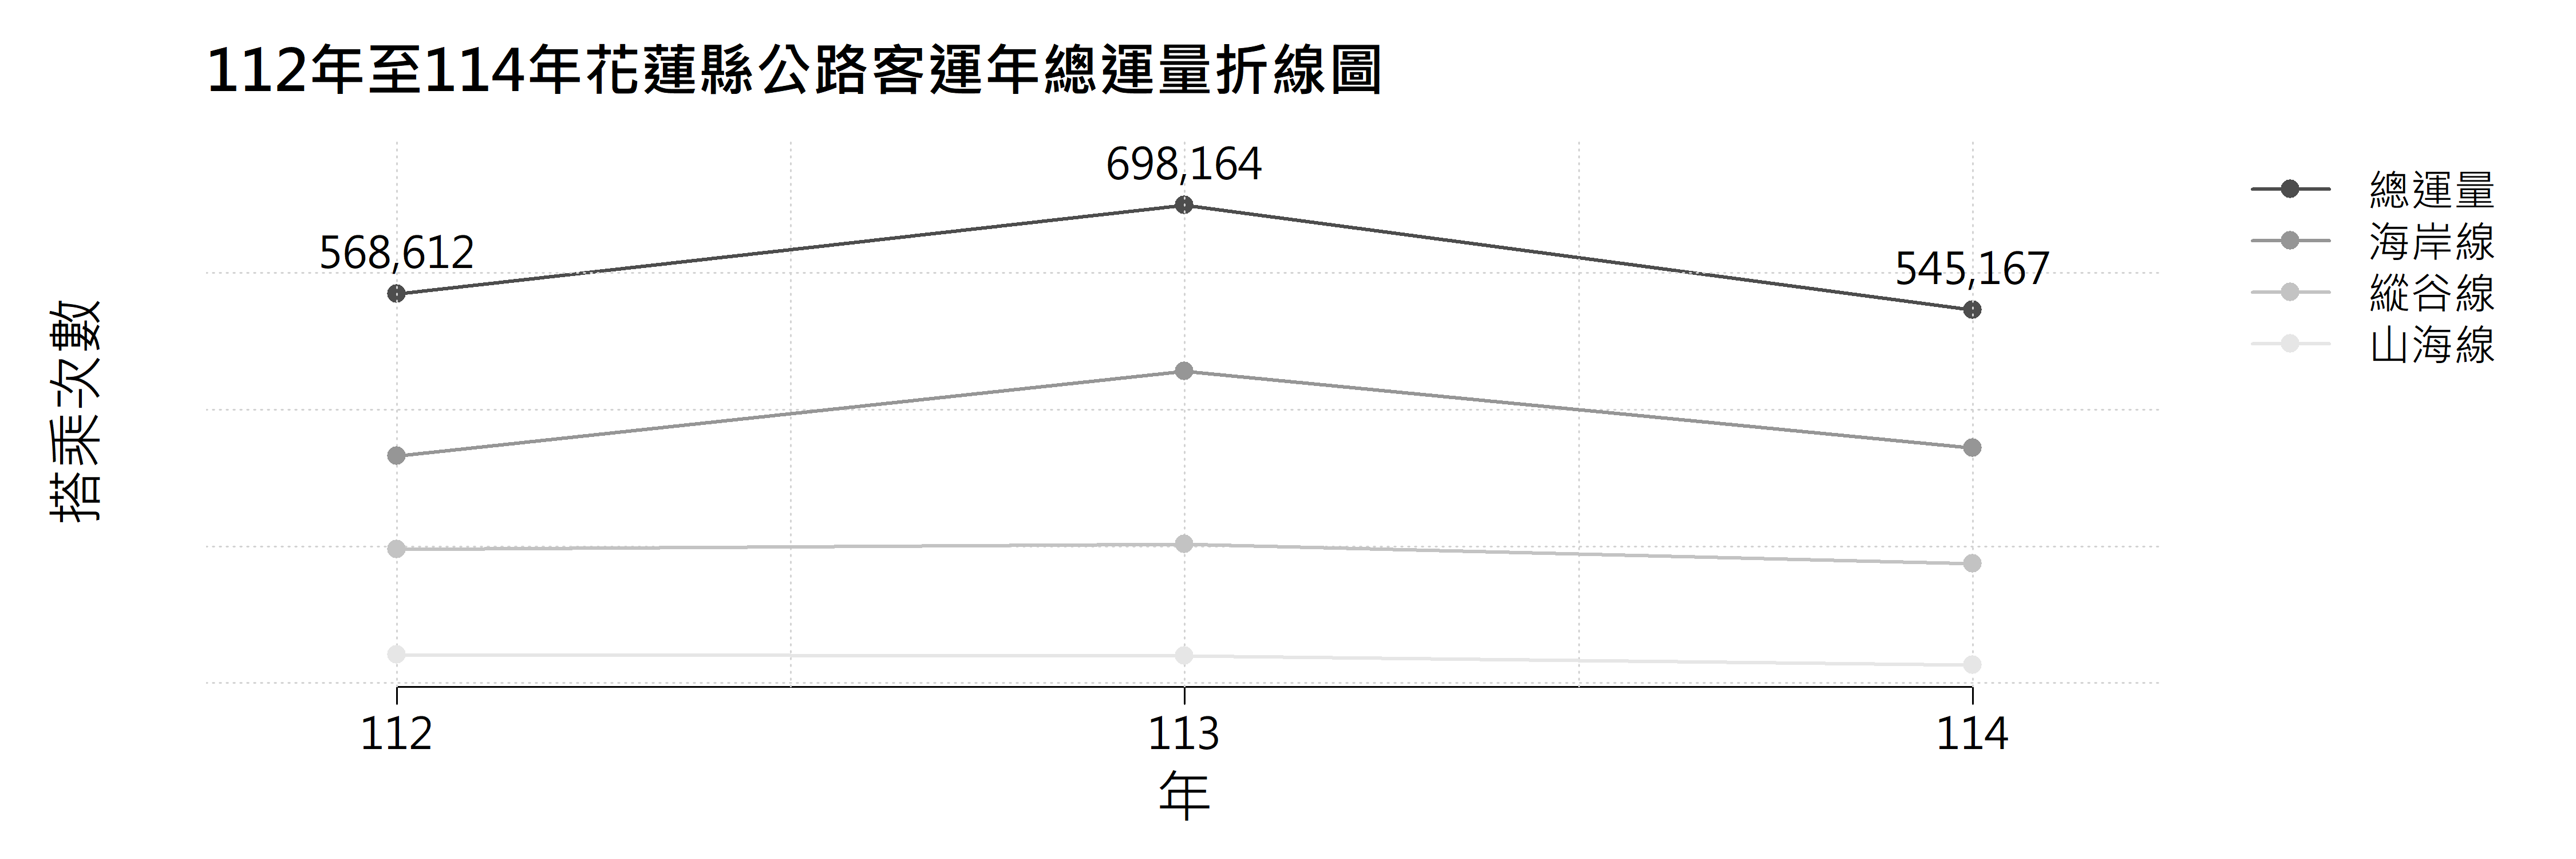 112年至114年花蓮縣公路客運年總運量折線圖
698,164
568,612
545,167
總運量
海岸線
縱谷線
山海線
搭乘次數
112
113
114
年